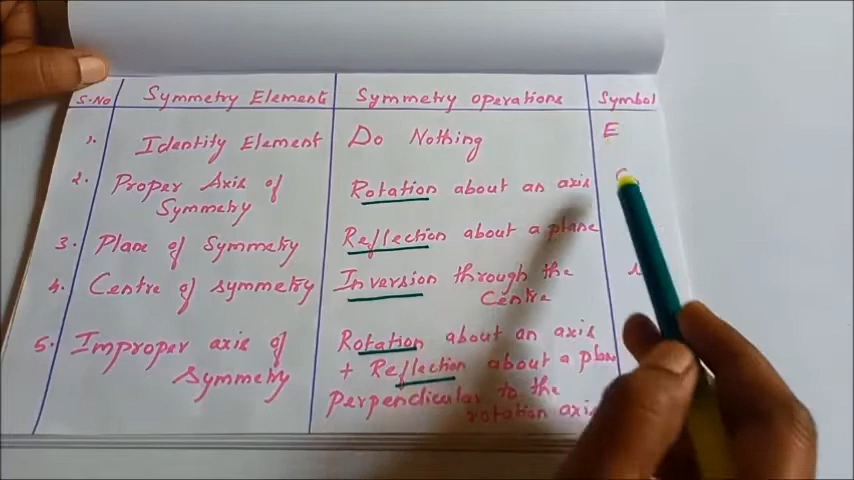 S.No Symmetry Element Symmetry operations Symbol
1. Identity Element Do Nothing E
2. Proper Axis of Rotation about an axis
Symmetry
3. Plane of Symmetry Reflection about a plane
4. Centre of symmetry Inversion through the
Centre
5. Improper axis of Rotation about an axis
Symmetry + Reflection about a plane
perpendicular to the
rotation axis